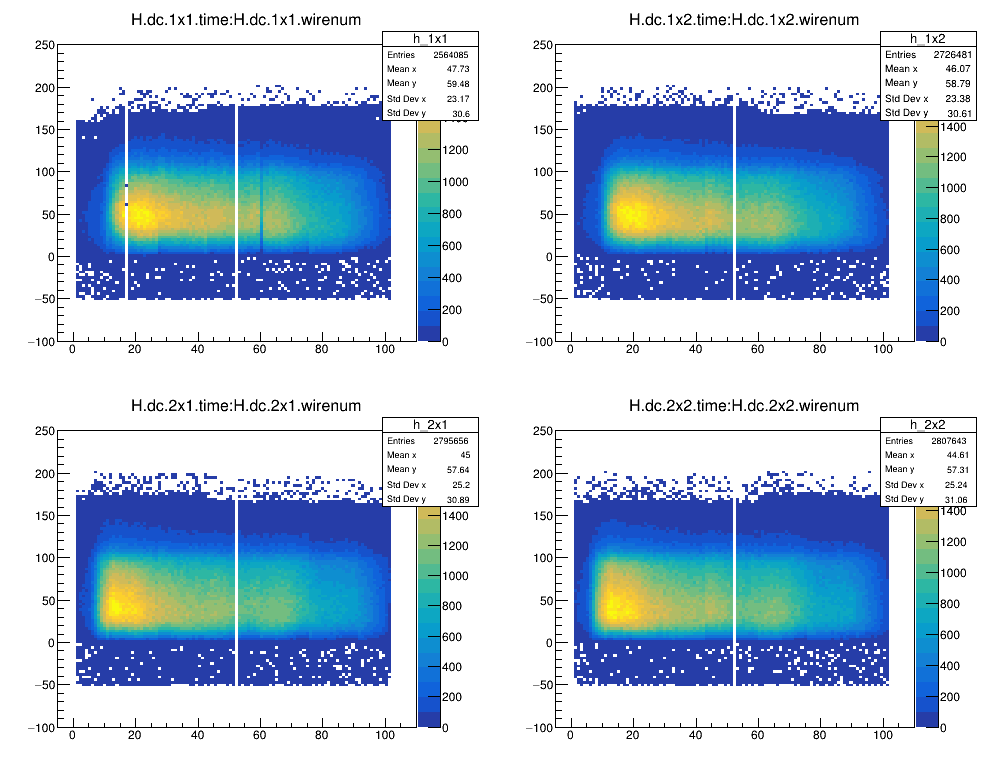 H.dc.1x1.time:H.dc.1x1.wirenum
h_1x1
Entries 2564085
Mean x 47.73
Mean y 59.48
Std Dev x 23.17
Std Dev y 30.6
250
200
150
100
50
0
−50
−100
0 20 40 60 80 100
1400
1200
1000
800
600
400
200
0
H.dc.1x2.time:H.dc.1x2.wirenum
h_1x2
Entries 2726481
Mean x 46.07
Mean y 58.79
Std Dev x 23.38
Std Dev y 30.61
250
200
150
100
50
0
−50
−100
0 20 40 60 80 100
1400
1200
1000
800
600
400
200
0
H.dc.2x1.time:H.dc.2x1.wirenum
h_2x1
Entries 2795656
Mean x 45
Mean y 57.64
Std Dev x 25.2
Std Dev y 30.89
250
200
150
100
50
0
−50
−100
0 20 40 60 80 100
1400
1200
1000
800
600
400
200
0
H.dc.2x2.time:H.dc.2x2.wirenum
h_2x2
Entries 2807643
Mean x 44.61
Mean y 57.31
Std Dev x 25.24
Std Dev y 31.06
250
200
150
100
50
0
−50
−100
0 20 40 60 80 100
1400
1200
1000
800
600
400
200
0